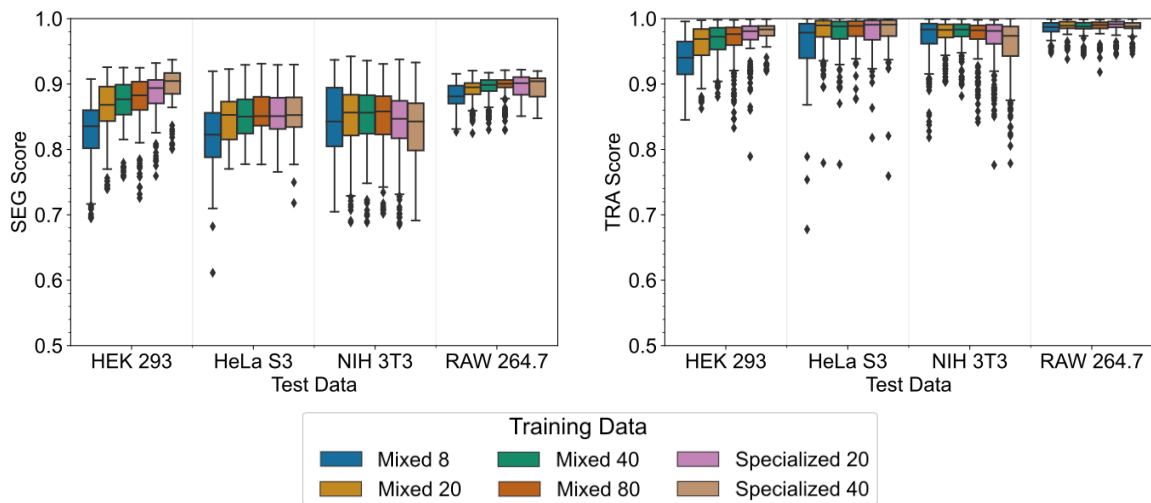 1.0
0.9
0.8
0.7
0.6
0.5
SEG Score
HEK 293 HeLa S3 NIH 3T3 RAW 264.7
Test Data
1.0
0.9
0.8
0.7
0.6
0.5
TRA Score
HEK 293 HeLa S3 NIH 3T3 RAW 264.7
Test Data
Training Data
Mixed 8 Mixed 40 Specialized 20
Mixed 20 Mixed 80 Specialized 40